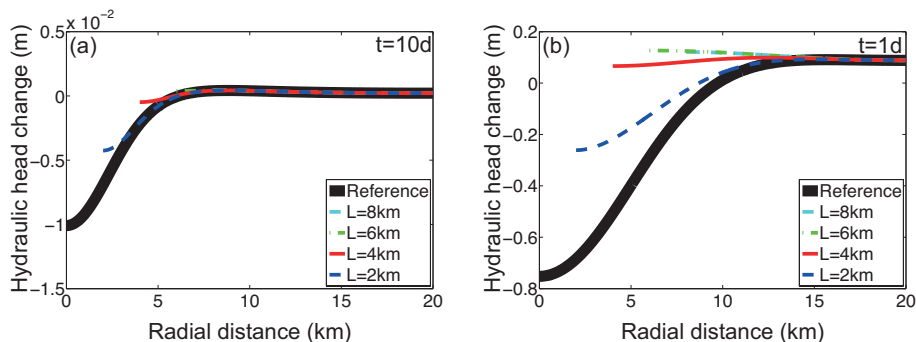 x 10⁻²
(a)
t=10d
Hydraulic head change (m)
0.5
0
−0.5
−1
−1.5
Reference
L=8km
L=6km
L=4km
L=2km
0
5
10
15
20
Radial distance (km)
(b)
t=1d
Hydraulic head change (m)
0.2
0
−0.2
−0.4
−0.6
−0.8
Reference
L=8km
L=6km
L=4km
L=2km
0
5
10
15
20
Radial distance (km)